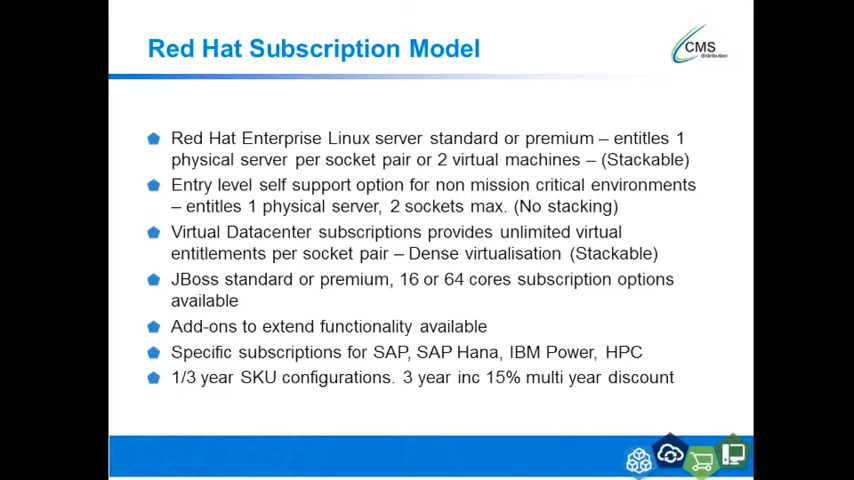 Red Hat Subscription Model
CMS
distribution
Red Hat Enterprise Linux server standard or premium – entitles 1
physical server per socket pair or 2 virtual machines – (Stackable)
Entry level self support option for non mission critical environments
– entitles 1 physical server, 2 sockets max. (No stacking)
Virtual Datacenter subscriptions provides unlimited virtual
entitlements per socket pair – Dense virtualisation (Stackable)
JBoss standard or premium, 16 or 64 cores subscription options
available
Add-ons to extend functionality available
Specific subscriptions for SAP, SAP Hana, IBM Power, HPC
1/3 year SKU configurations. 3 year inc 15% multi year discount